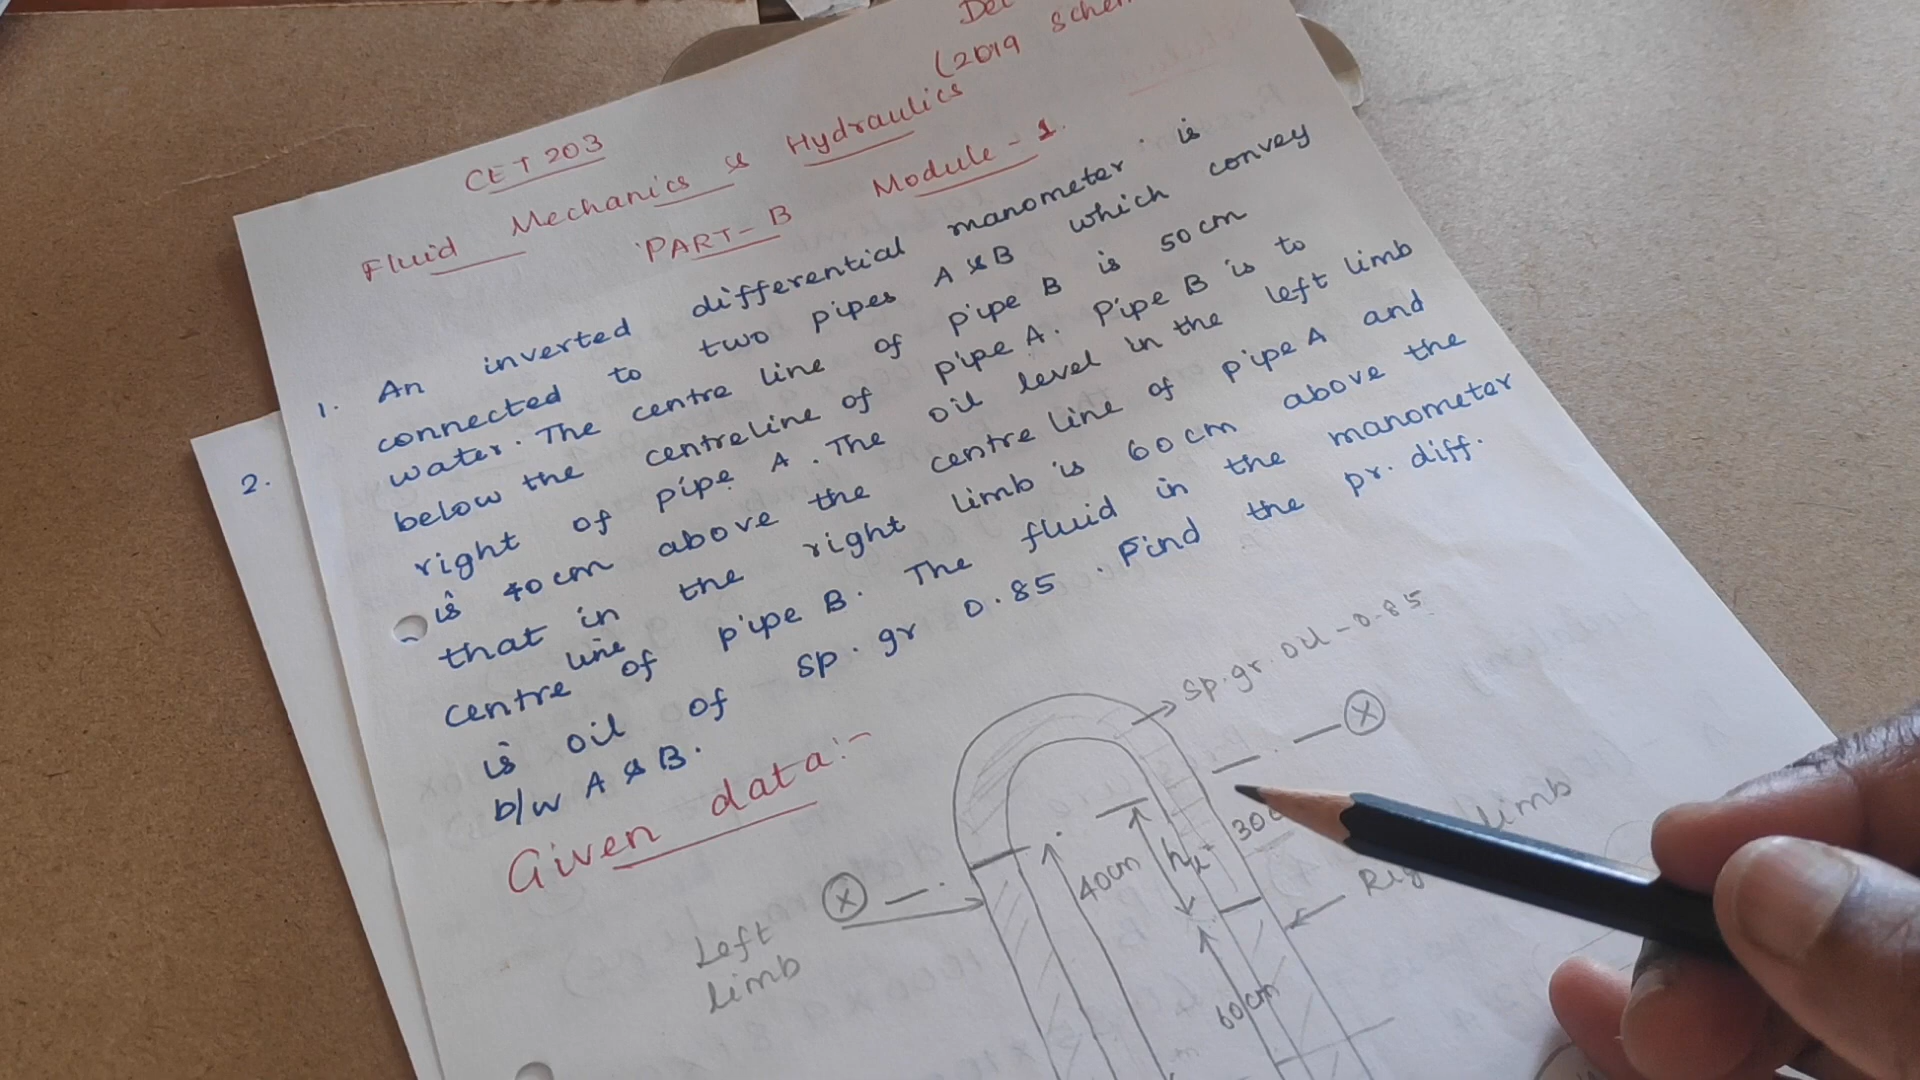 (2019
CET 203
Fluid Mechanics & Hydraulics
PART-B Module-1.
1. An inverted differential manometer is
connected to two pipes A & B which convey
water. The centre line of pipe B is 50 cm
below the centreline of pipe A. Pipe B is to
right of pipe A. The oil level in the left limb
is 40 cm above the centre line of pipe A and
that in the right limb is 60 cm above the
centre line of pipe B. The fluid in the manometer
is oil of sp. gr 0.85. Find the pr. diff.
b/w A & B.
2.
Given data:-
sp. gr. oil - 0.85
X
X
40cm
30
limb
Left
limb
60cm